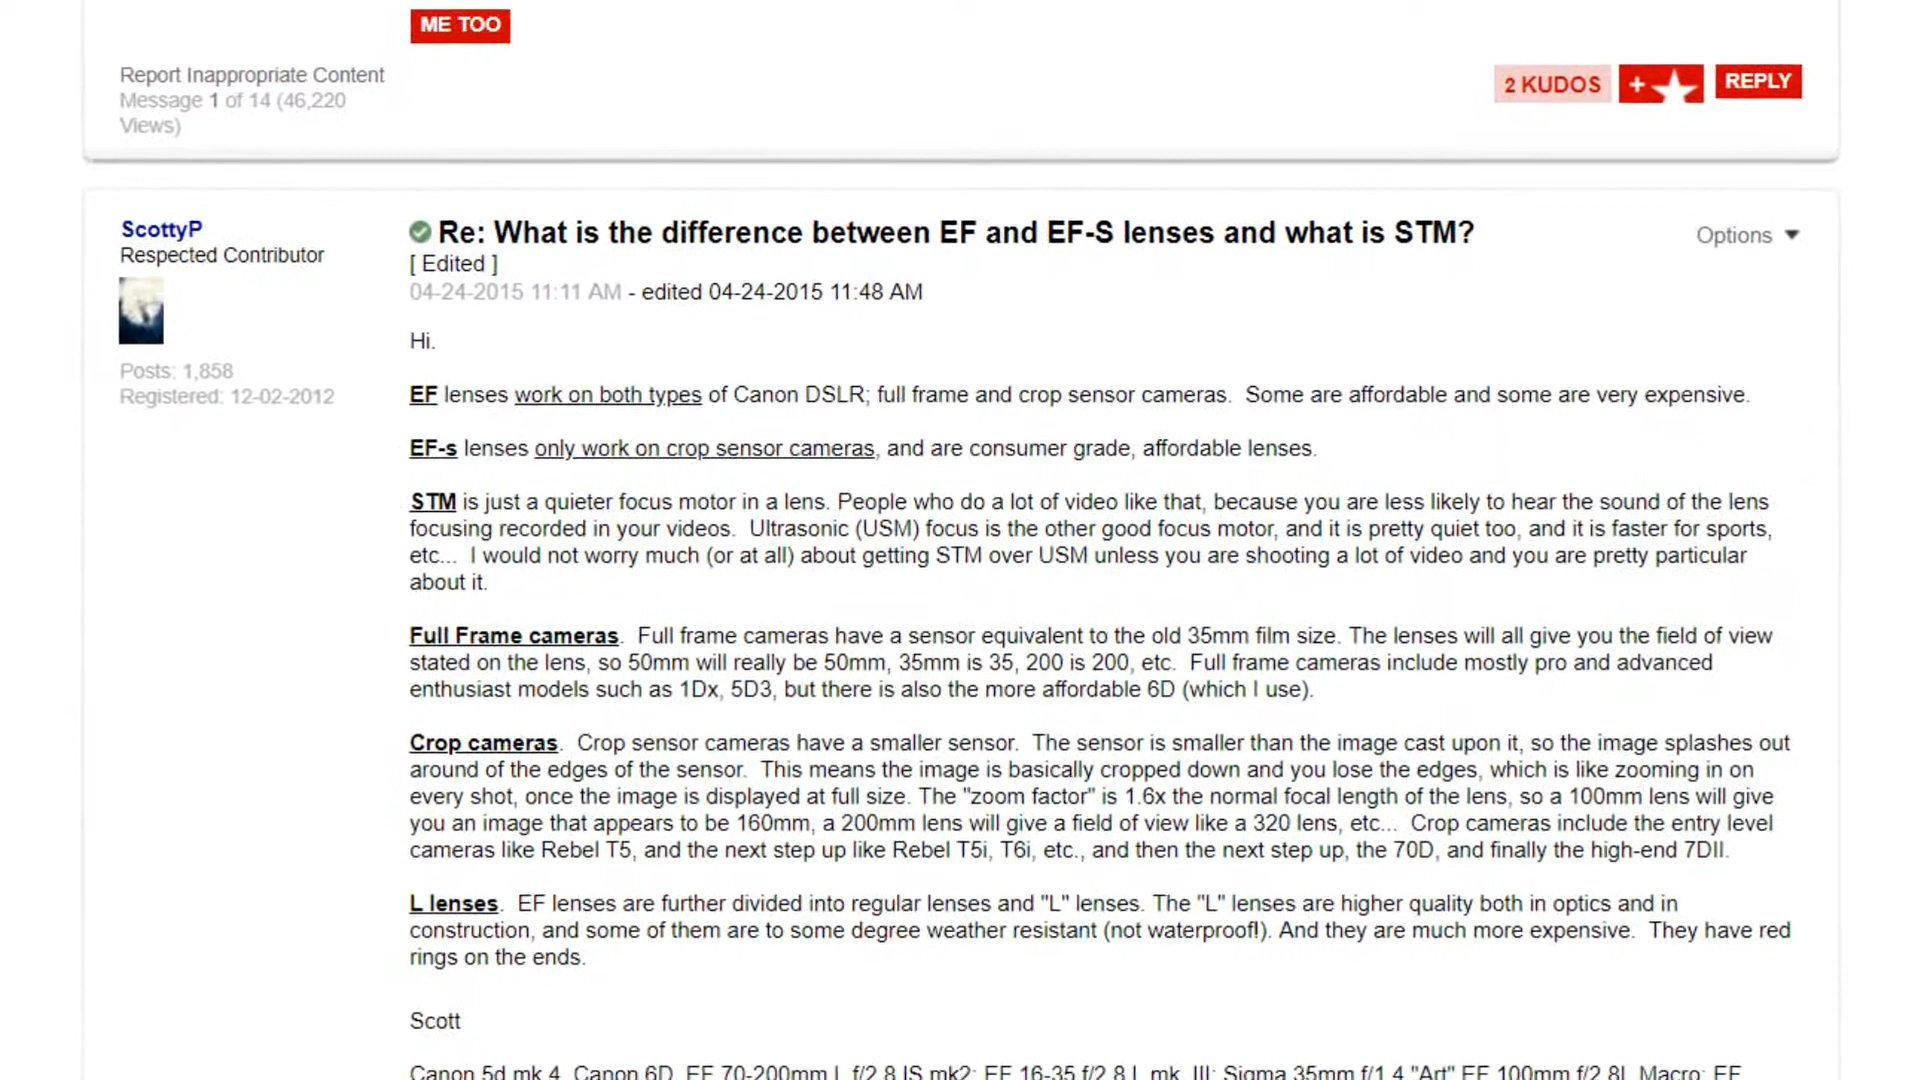 ME TOO
Report Inappropriate Content
Message 1 of 14 (46,220
Views)
2 KUDOS + REPLY
ScottyP
Respected Contributor
Posts: 1,858
Registered: 12-02-2012
Re: What is the difference between EF and EF-S lenses and what is STM?
Options
[ Edited ]
04-24-2015 11:11 AM - edited 04-24-2015 11:48 AM
Hi.
EF lenses work on both types of Canon DSLR; full frame and crop sensor cameras. Some are affordable and some are very expensive.
EF-s lenses only work on crop sensor cameras, and are consumer grade, affordable lenses.
STM is just a quieter focus motor in a lens. People who do a lot of video like that, because you are less likely to hear the sound of the lens
focusing recorded in your videos. Ultrasonic (USM) focus is the other good focus motor, and it is pretty quiet too, and it is faster for sports,
etc... I would not worry much (or at all) about getting STM over USM unless you are shooting a lot of video and you are pretty particular
about it.
Full Frame cameras. Full frame cameras have a sensor equivalent to the old 35mm film size. The lenses will all give you the field of view
stated on the lens, so 50mm will really be 50mm, 35mm is 35, 200 is 200, etc. Full frame cameras include mostly pro and advanced
enthusiast models such as 1Dx, 5D3, but there is also the more affordable 6D (which I use).
Crop cameras. Crop sensor cameras have a smaller sensor. The sensor is smaller than the image cast upon it, so the image splashes out
around of the edges of the sensor. This means the image is basically cropped down and you lose the edges, which is like zooming in on
every shot, once the image is displayed at full size. The "zoom factor" is 1.6x the normal focal length of the lens, so a 100mm lens will give
you an image that appears to be 160mm, a 200mm lens will give a field of view like a 320 lens, etc... Crop cameras include the entry level
cameras like Rebel T5, and the next step up like Rebel T5i, T6i, etc., and then the next step up, the 70D, and finally the high-end 7DII.
L lenses. EF lenses are further divided into regular lenses and "L" lenses. The "L" lenses are higher quality both in optics and in
construction, and some of them are to some degree weather resistant (not waterproof!). And they are much more expensive. They have red
rings on the ends.
Scott
Canon 5d mk 4, Canon 6D, EF 70-200mm L f/2.8 IS mk2; EF 16-35 f/2.8 L mk. III; Sigma 35mm f/1.4 "Art" EF 100mm f/2.8L Macro; EF